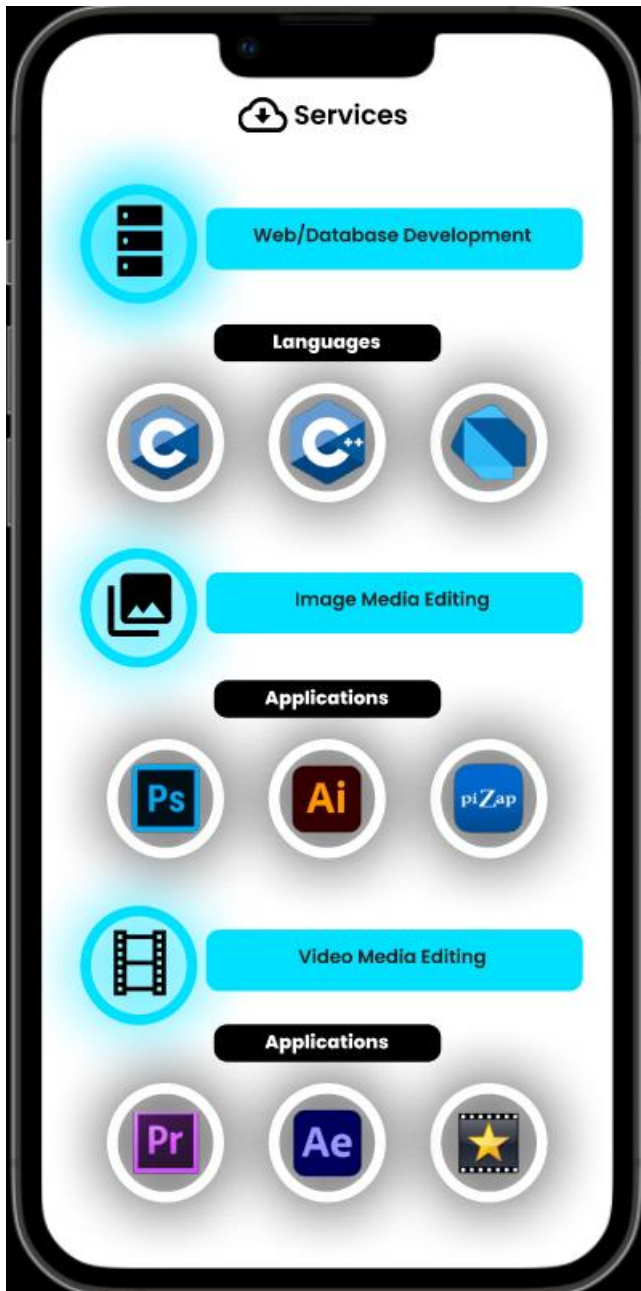 Services
Web/Database Development
Languages
C C++
Image Media Editing
Applications
Ps Ai piZap
Video Media Editing
Applications
Pr Ae